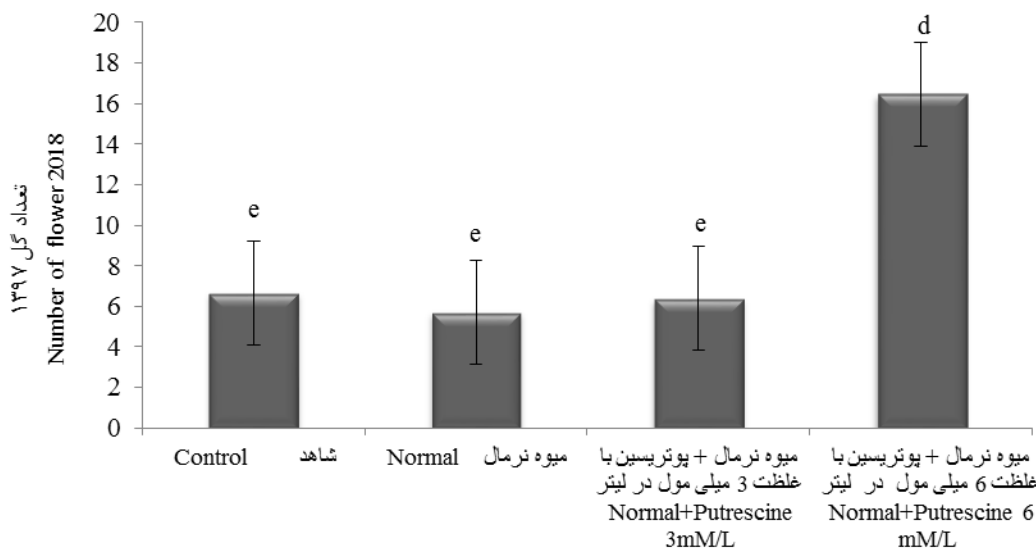 تعداد گل ۱۳۹۷
Number of flower 2018
20
18
16
14
12
10
8
6
4
2
0
e
e
e
d
Control شاهد
Normal میوه نرمال
میوه نرمال + پوتریسین با
غلظت 3 میلی مول در لیتر
Normal+Putrescine
3mM/L
میوه نرمال + پوتریسین با
غلظت 6 میلی مول در لیتر
Normal+Putrescine 6
mM/L